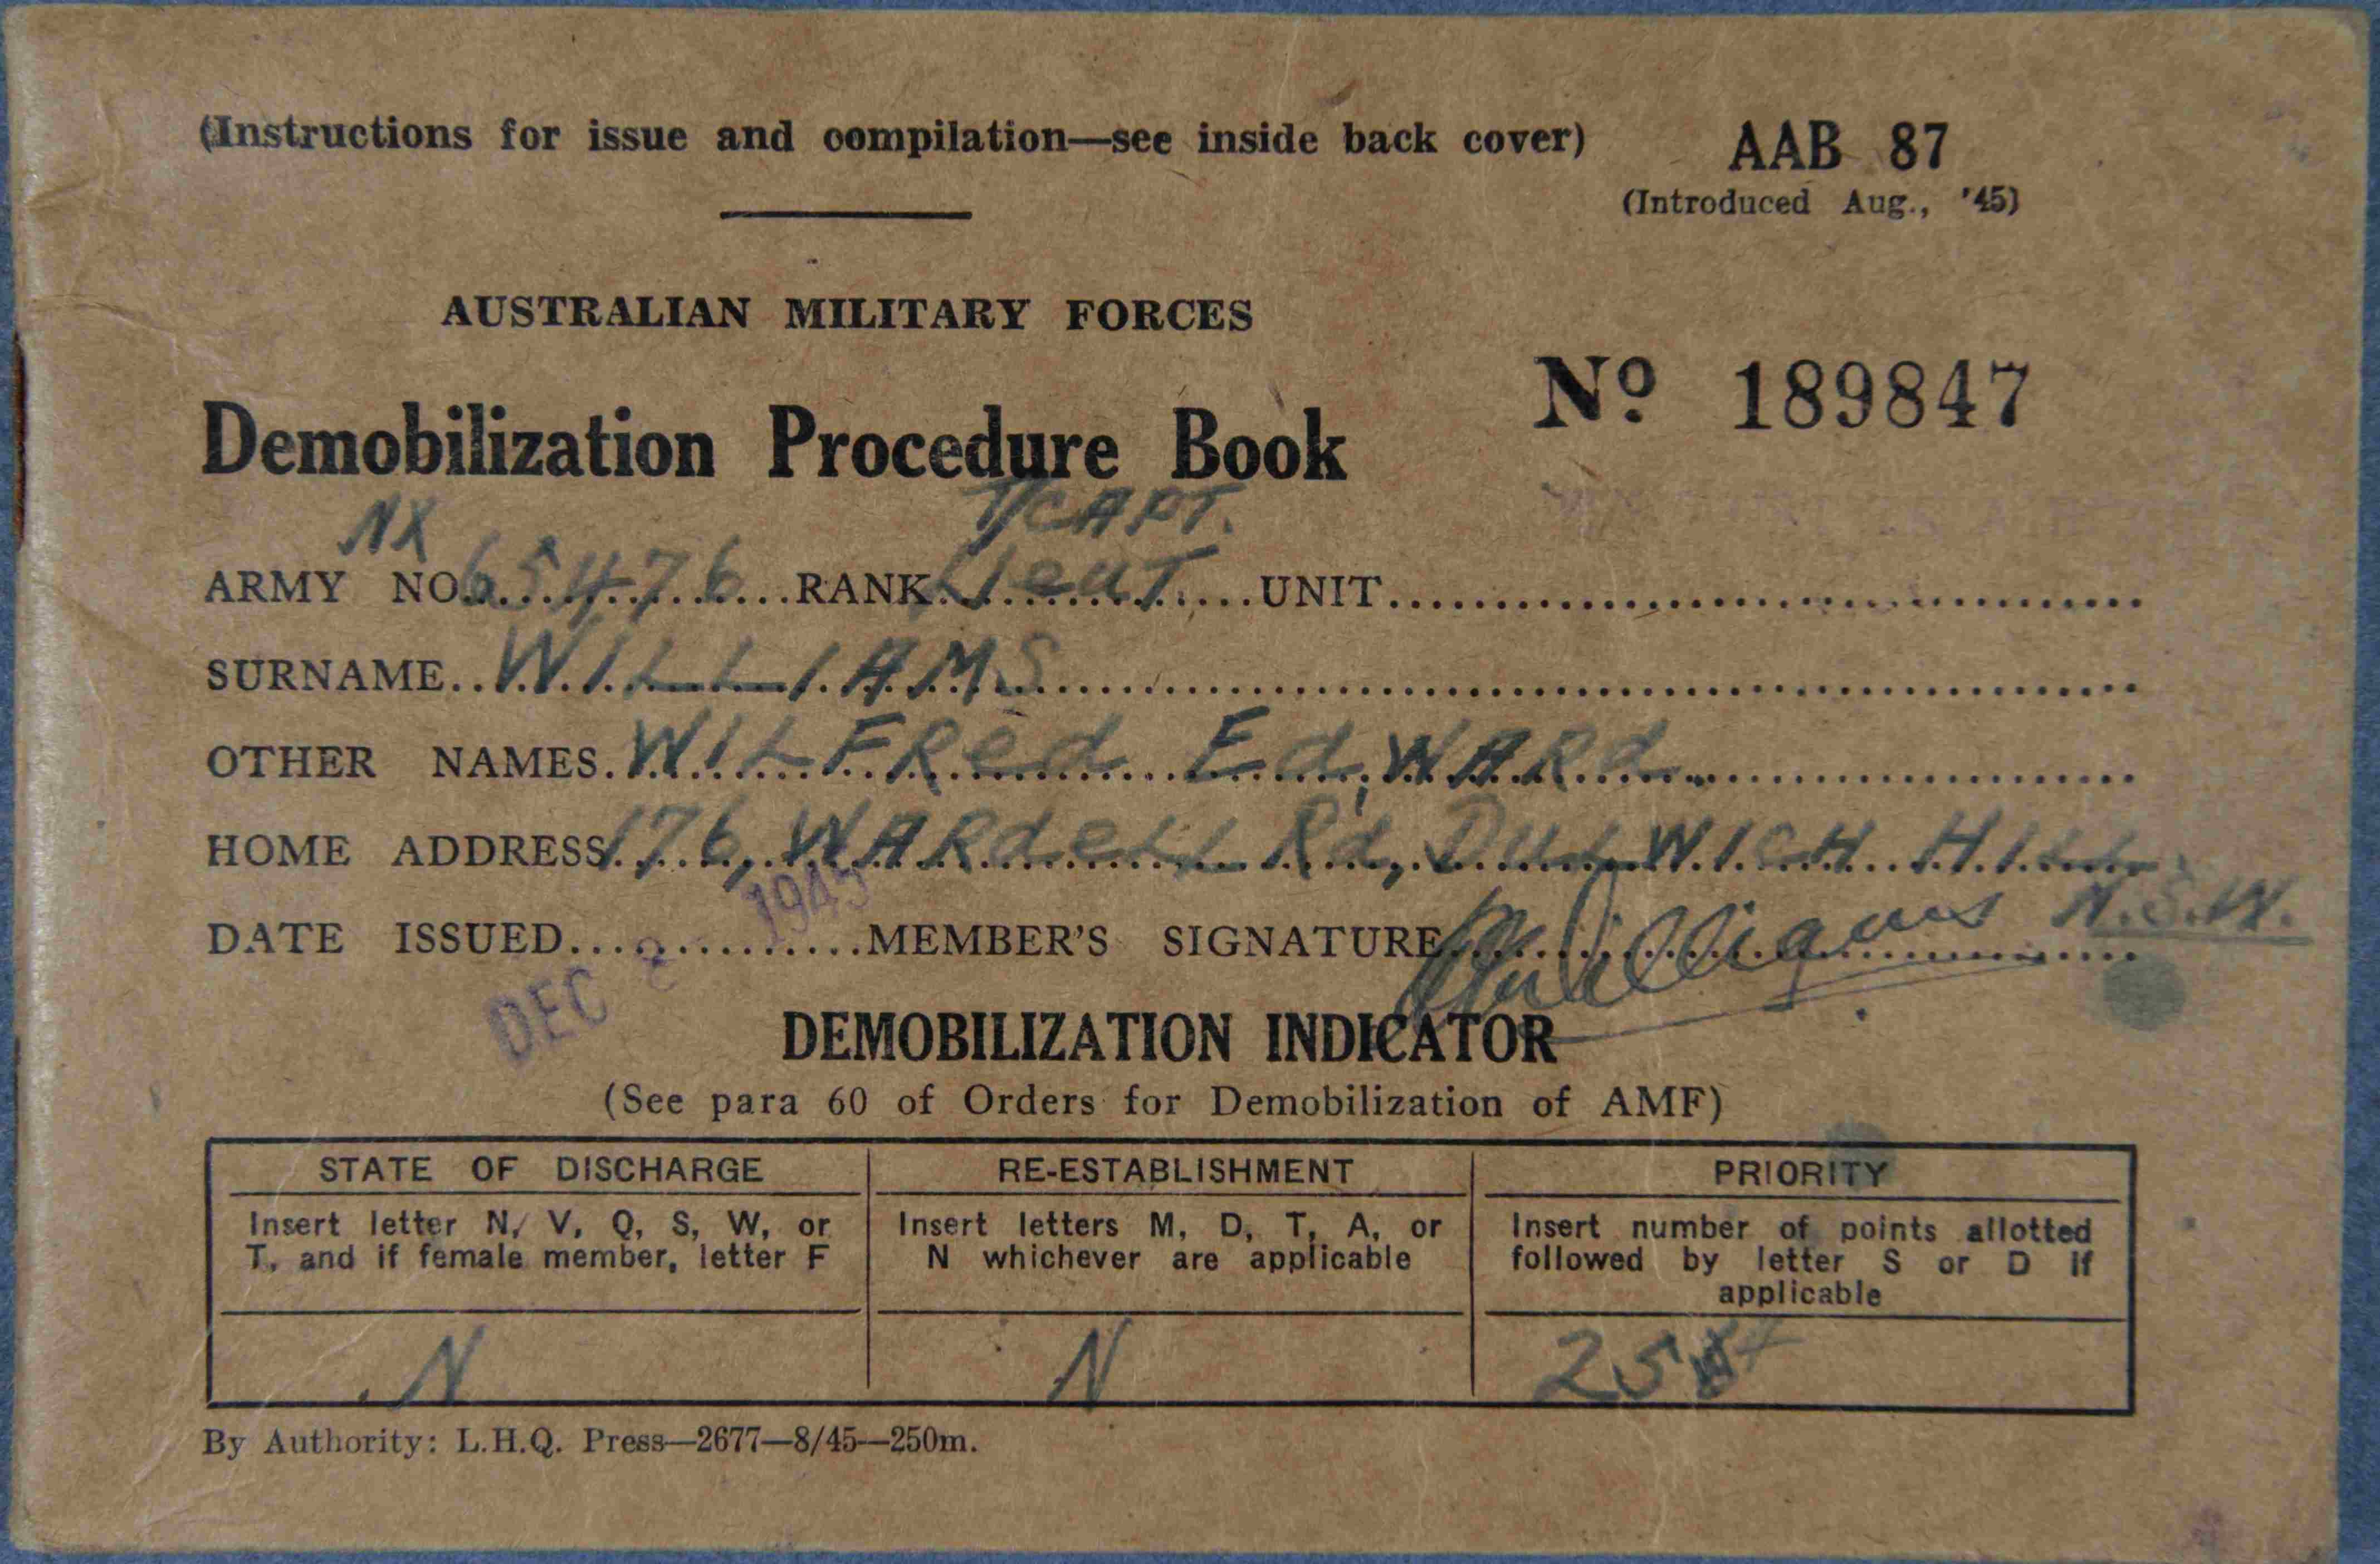 (Instructions for issue and compilation—see inside back cover)
AAB 87
(Introduced Aug., '45)
AUSTRALIAN MILITARY FORCES
No 189847
Demobilization Procedure Book
NX T/CAPT.
ARMY NO. 65476 RANK Lieut UNIT
SURNAME WILLIAMS
OTHER NAMES WILFRed EdWARd
HOME ADDRESS 176, WARdeLL Rd, DULWICH HILL
N.S.W.
DATE ISSUED DEC 1945 MEMBER'S SIGNATURE Williams
DEMOBILIZATION INDICATOR
(See para 60 of Orders for Demobilization of AMF)
STATE OF DISCHARGE RE-ESTABLISHMENT PRIORITY
Insert letter N, V, Q, S, W, or Insert letters M, D, T, A, or Insert number of points allotted
T, and if female member, letter F N whichever are applicable followed by letter S or D if
applicable
N N 25
By Authority: L.H.Q. Press—2677—8/45—250m.